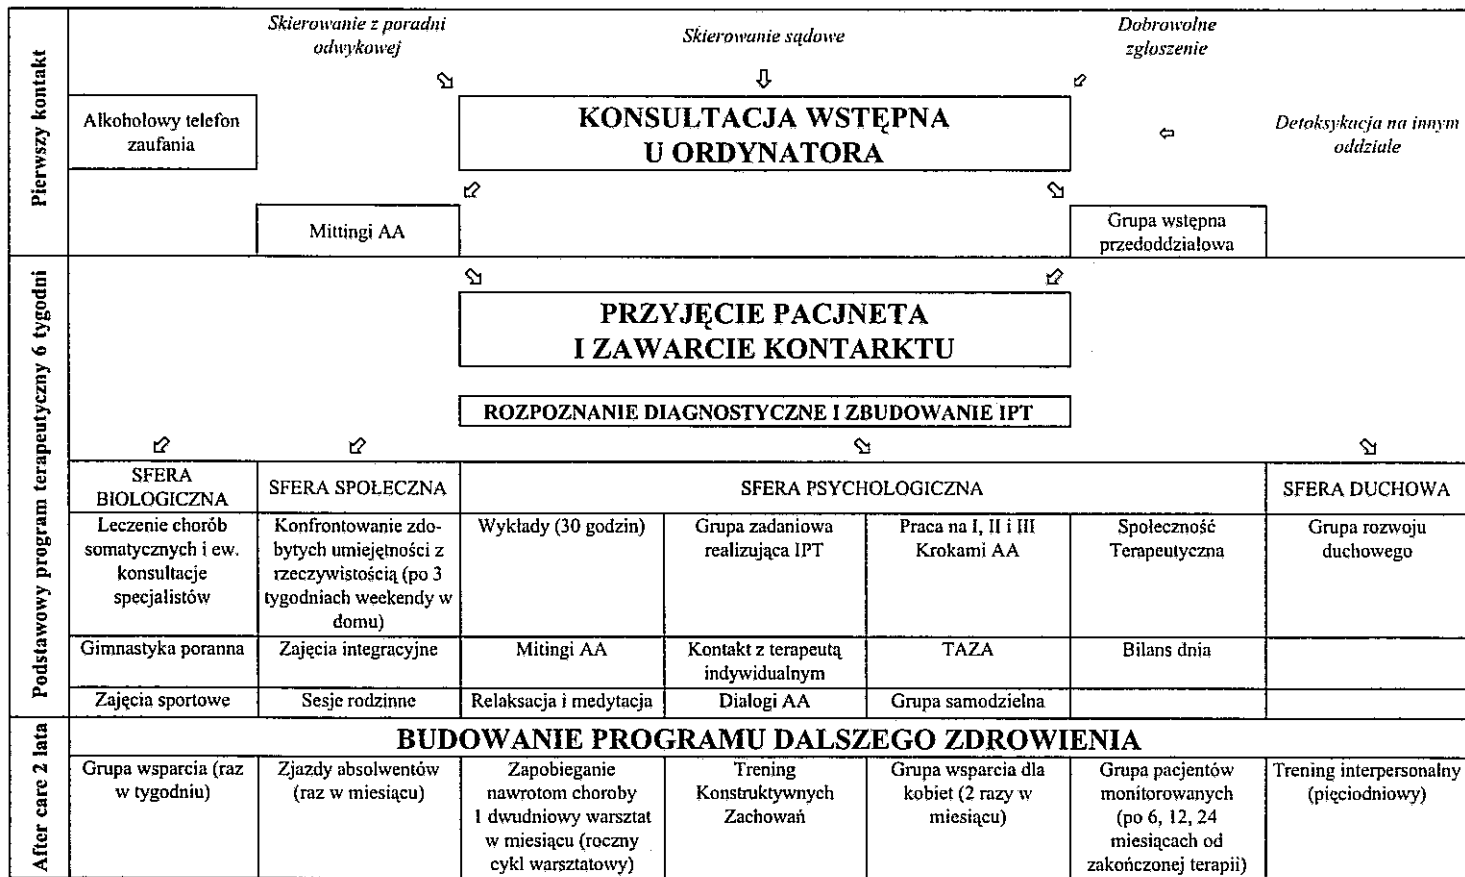 Pierwszy kontakt
Skierowanie z poradni
odwykowej
Skierowanie sądowe
Dobrowolne
zgłoszenie
Alkoholowy telefon
zaufania
KONSULTACJA WSTĘPNA
U ORDYNATORA
Detoksykacja na innym
oddziale
Mittingi AA
Grupa wstępna
przedoddziałowa
Podstawowy program terapeutyczny 6 tygodni
PRZYJĘCIE PACJNETA
I ZAWARCIE KONTARKTU
ROZPOZNANIE DIAGNOSTYCZNE I ZBUDOWANIE IPT
SFERA
BIOLOGICZNA
SFERA SPOŁECZNA
SFERA PSYCHOLOGICZNA
SFERA DUCHOWA
Leczenie chorób
somatycznych i ew.
konsultacje
specjalistów
Konfrontowanie zdo-
bytych umiejętności z
rzeczywistością (po 3
tygodniach weekendy w
domu)
Wykłady (30 godzin)
Grupa zadaniowa
realizująca IPT
Praca na I, II i III
Krokami AA
Społeczność
Terapeutyczna
Grupa rozwoju
duchowego
Gimnastyka poranna
Zajęcia integracyjne
Mitingi AA
Kontakt z terapeutą
indywidualnym
TAZA
Bilans dnia
Zajęcia sportowe
Sesje rodzinne
Relaksacja i medytacja
Dialogi AA
Grupa samodzielna
After care 2 lata
BUDOWANIE PROGRAMU DALSZEGO ZDROWIENIA
Grupa wsparcia (raz
w tygodniu)
Zjazdy absolwentów
(raz w miesiącu)
Zapobieganie
nawrotom choroby
1 dwudniowy warsztat
w miesiącu (roczny
cykl warsztatowy)
Trening
Konstruktywnych
Zachowań
Grupa wsparcia dla
kobiet (2 razy w
miesiącu)
Grupa pacjentów
monitorowanych
(po 6, 12, 24
miesiącach od
zakończonej terapii)
Trening interpersonalny
(pięciodniowy)